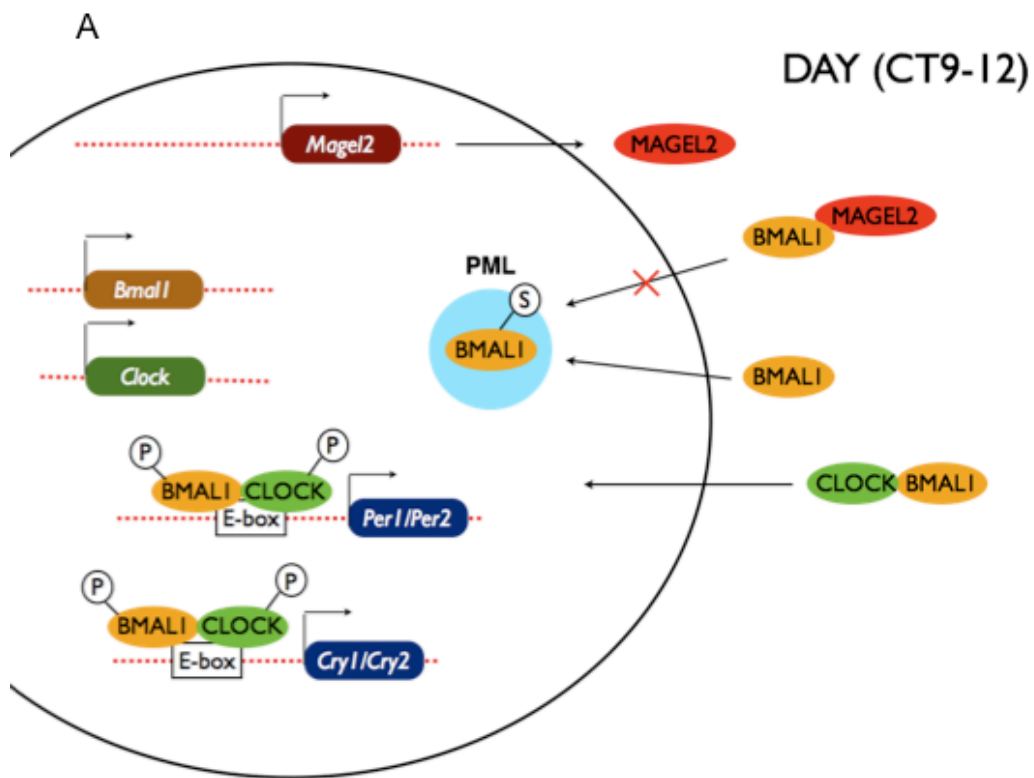 A
DAY (CT9-12)
Magel2
MAGEL2
MAGEL2
BMAL1
PML
S
BMAL1
Bmal1
Clock
BMAL1
P
P
BMAL1 CLOCK
E-box
Per1/Per2
CLOCK BMAL1
P
P
BMAL1 CLOCK
E-box
Cry1/Cry2